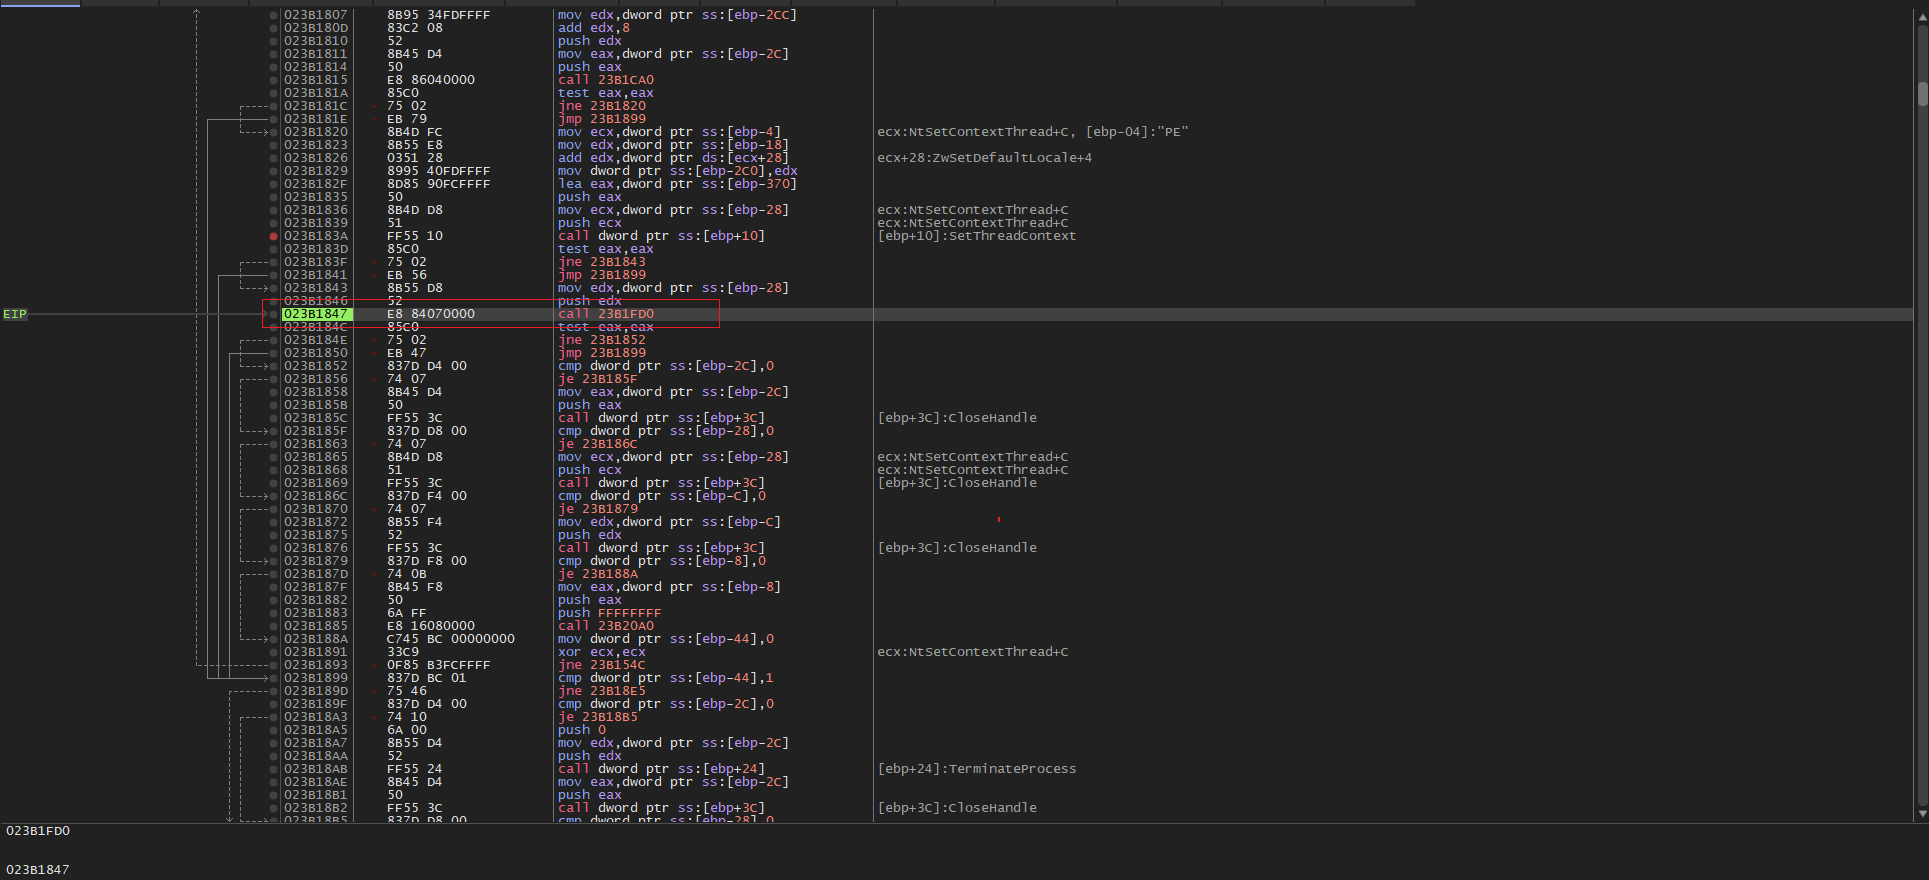 023B1807 8B95 34FDFFFF mov edx,dword ptr ss:[ebp-2CC]
023B180D 83C2 08 add edx,8
023B1810 52 push edx
023B1811 8B45 D4 mov eax,dword ptr ss:[ebp-2C]
023B1814 50 push eax
023B1815 E8 86040000 call 23B1CA0
023B181A 85C0 test eax,eax
023B181C 75 02 jne 23B1820
023B181E EB 79 jmp 23B1899
023B1820 8B4D FC mov ecx,dword ptr ss:[ebp-4] ecx:NtSetContextThread+C, [ebp-04]:"PE"
023B1823 8B55 E8 mov edx,dword ptr ss:[ebp-18]
023B1826 0351 28 add edx,dword ptr ds:[ecx+28] ecx+28:ZwSetDefaultLocale+4
023B1829 8995 40FDFFFF mov dword ptr ss:[ebp-2C0],edx
023B182F 8D85 90FCFFFF lea eax,dword ptr ss:[ebp-370]
023B1835 50 push eax
023B1836 8B4D D8 mov ecx,dword ptr ss:[ebp-28] ecx:NtSetContextThread+C
023B1839 51 push ecx ecx:NtSetContextThread+C
023B183A FF55 10 call dword ptr ss:[ebp+10] [ebp+10]:SetThreadContext
023B183D 85C0 test eax,eax
023B183F 75 02 jne 23B1843
023B1841 EB 56 jmp 23B1899
023B1843 8B55 D8 mov edx,dword ptr ss:[ebp-28]
023B1846 52 push edx
EIP 023B1847 E8 84070000 call 23B1FD0
023B184C 85C0 test eax,eax
023B184E 75 02 jne 23B1852
023B1850 EB 47 jmp 23B1899
023B1852 837D D4 00 cmp dword ptr ss:[ebp-2C],0
023B1856 74 07 je 23B185F
023B1858 8B45 D4 mov eax,dword ptr ss:[ebp-2C]
023B185B 50 push eax
023B185C FF55 3C call dword ptr ss:[ebp+3C] [ebp+3C]:CloseHandle
023B185F 837D D8 00 cmp dword ptr ss:[ebp-28],0
023B1863 74 07 je 23B186C
023B1865 8B4D D8 mov ecx,dword ptr ss:[ebp-28] ecx:NtSetContextThread+C
023B1868 51 push ecx ecx:NtSetContextThread+C
023B1869 FF55 3C call dword ptr ss:[ebp+3C] [ebp+3C]:CloseHandle
023B186C 837D F4 00 cmp dword ptr ss:[ebp-C],0
023B1870 74 07 je 23B1879
023B1872 8B55 F4 mov edx,dword ptr ss:[ebp-C]
023B1875 52 push edx
023B1876 FF55 3C call dword ptr ss:[ebp+3C] [ebp+3C]:CloseHandle
023B1879 837D F8 00 cmp dword ptr ss:[ebp-8],0
023B187D 74 0B je 23B188A
023B187F 8B45 F8 mov eax,dword ptr ss:[ebp-8]
023B1882 50 push eax
023B1883 6A FF push FFFFFFFF
023B1885 E8 16080000 call 23B20A0
023B188A C745 BC 00000000 mov dword ptr ss:[ebp-44],0
023B1891 33C9 xor ecx,ecx ecx:NtSetContextThread+C
023B1893 0F85 B3FCFFFF jne 23B154C
023B1899 837D BC 01 cmp dword ptr ss:[ebp-44],1
023B189D 75 46 jne 23B18E5
023B189F 837D D4 00 cmp dword ptr ss:[ebp-2C],0
023B18A3 74 10 je 23B18B5
023B18A5 6A 00 push 0
023B18A7 8B55 D4 mov edx,dword ptr ss:[ebp-2C]
023B18AA 52 push edx
023B18AB FF55 24 call dword ptr ss:[ebp+24] [ebp+24]:TerminateProcess
023B18AE 8B45 D4 mov eax,dword ptr ss:[ebp-2C]
023B18B1 50 push eax
023B18B2 FF55 3C call dword ptr ss:[ebp+3C] [ebp+3C]:CloseHandle
023B18B5 837D D8 00 cmp dword ptr ss:[ebp-28],0
023B1FD0
023B1847